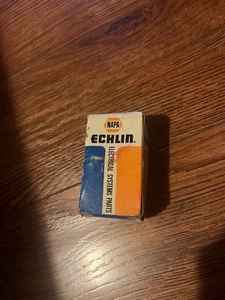 NAPA
ECHLIN.
ELECTRICAL SYSTEMS PARTS